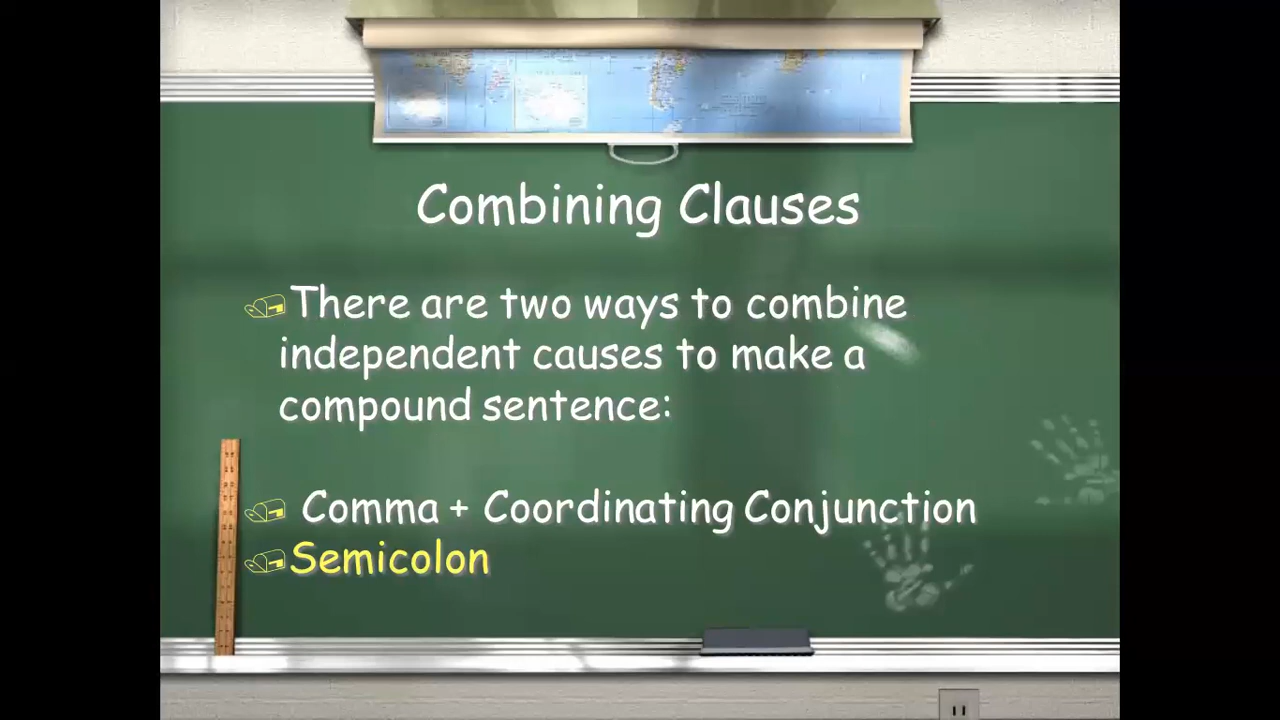 Combining Clauses
There are two ways to combine
independent causes to make a
compound sentence:
Comma + Coordinating Conjunction
Semicolon